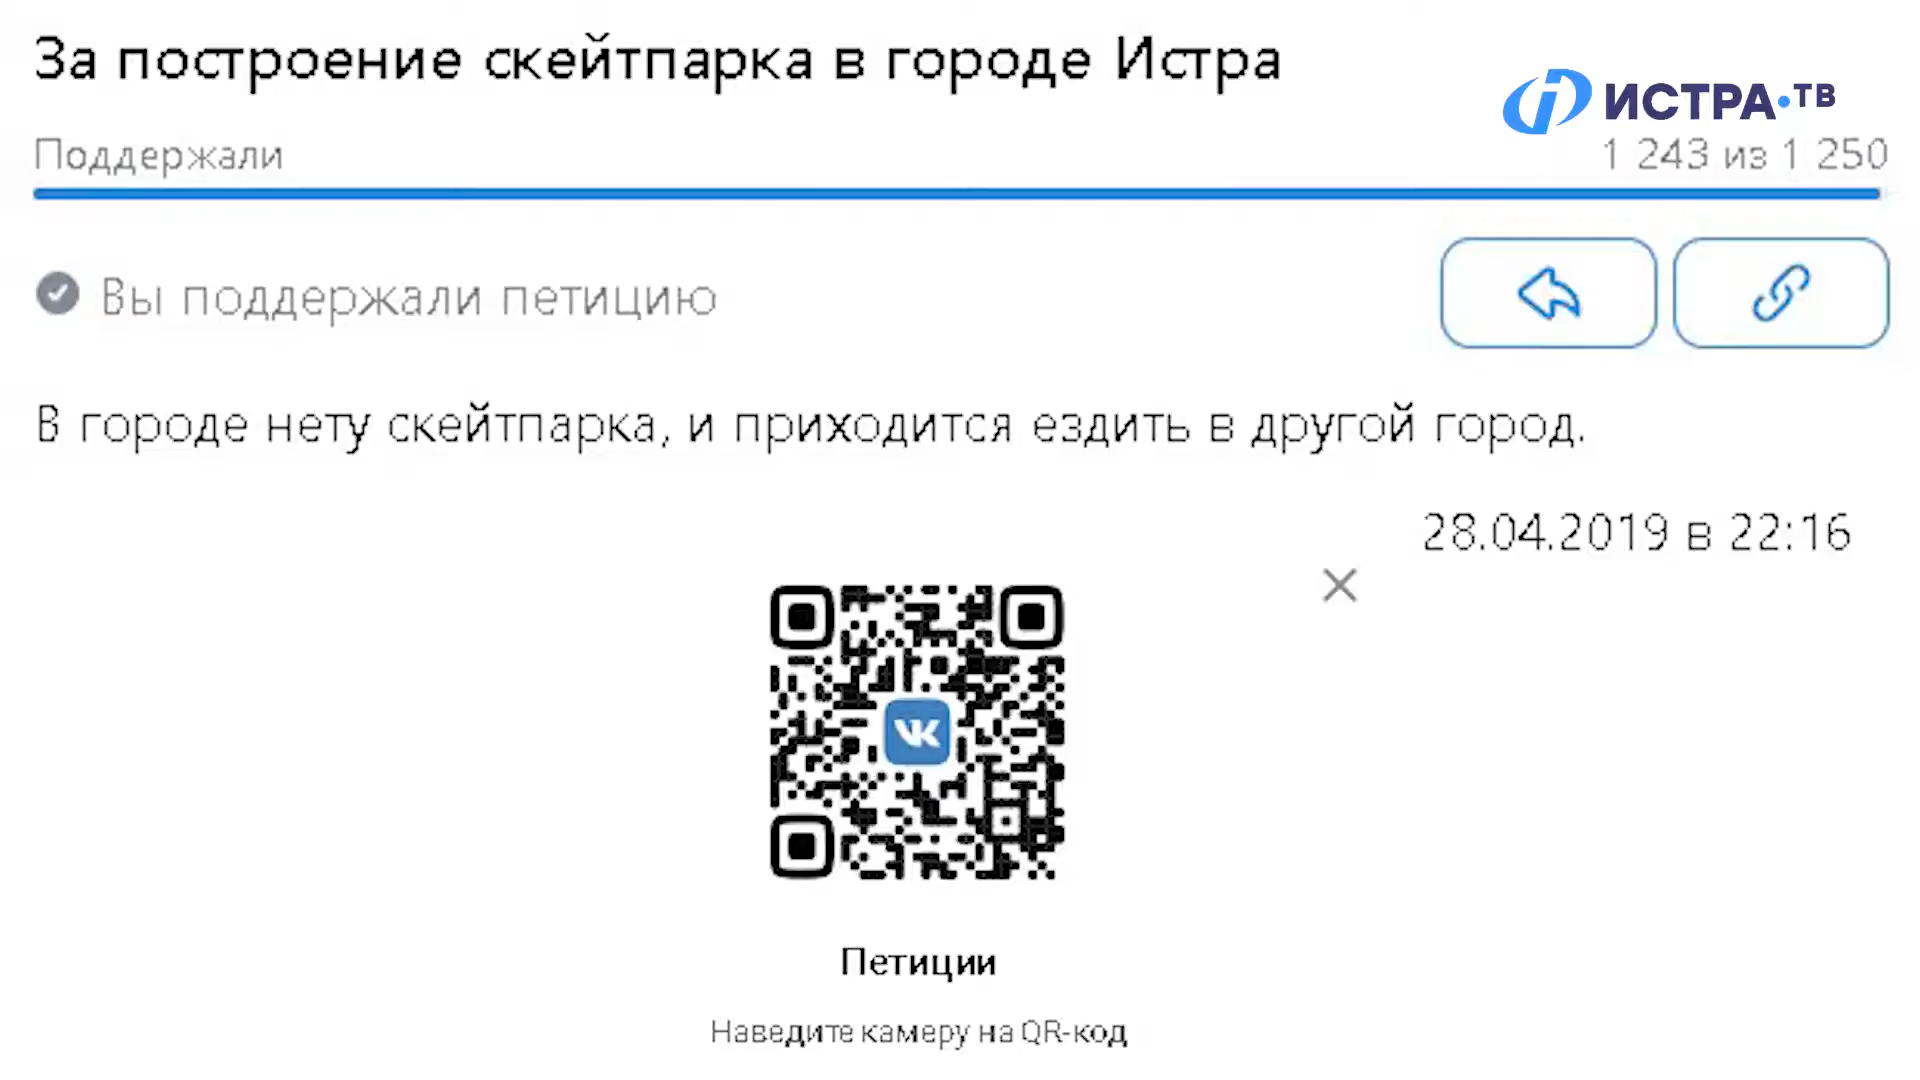 За построение скейтпарка в городе Истра
ИСТРА•ТВ
Поддержали
1 243 из 1 250
Вы поддержали петицию
В городе нету скейтпарка, и приходится ездить в другой город.
28.04.2019 в 22:16
Петиции
Наведите камеру на QR-код